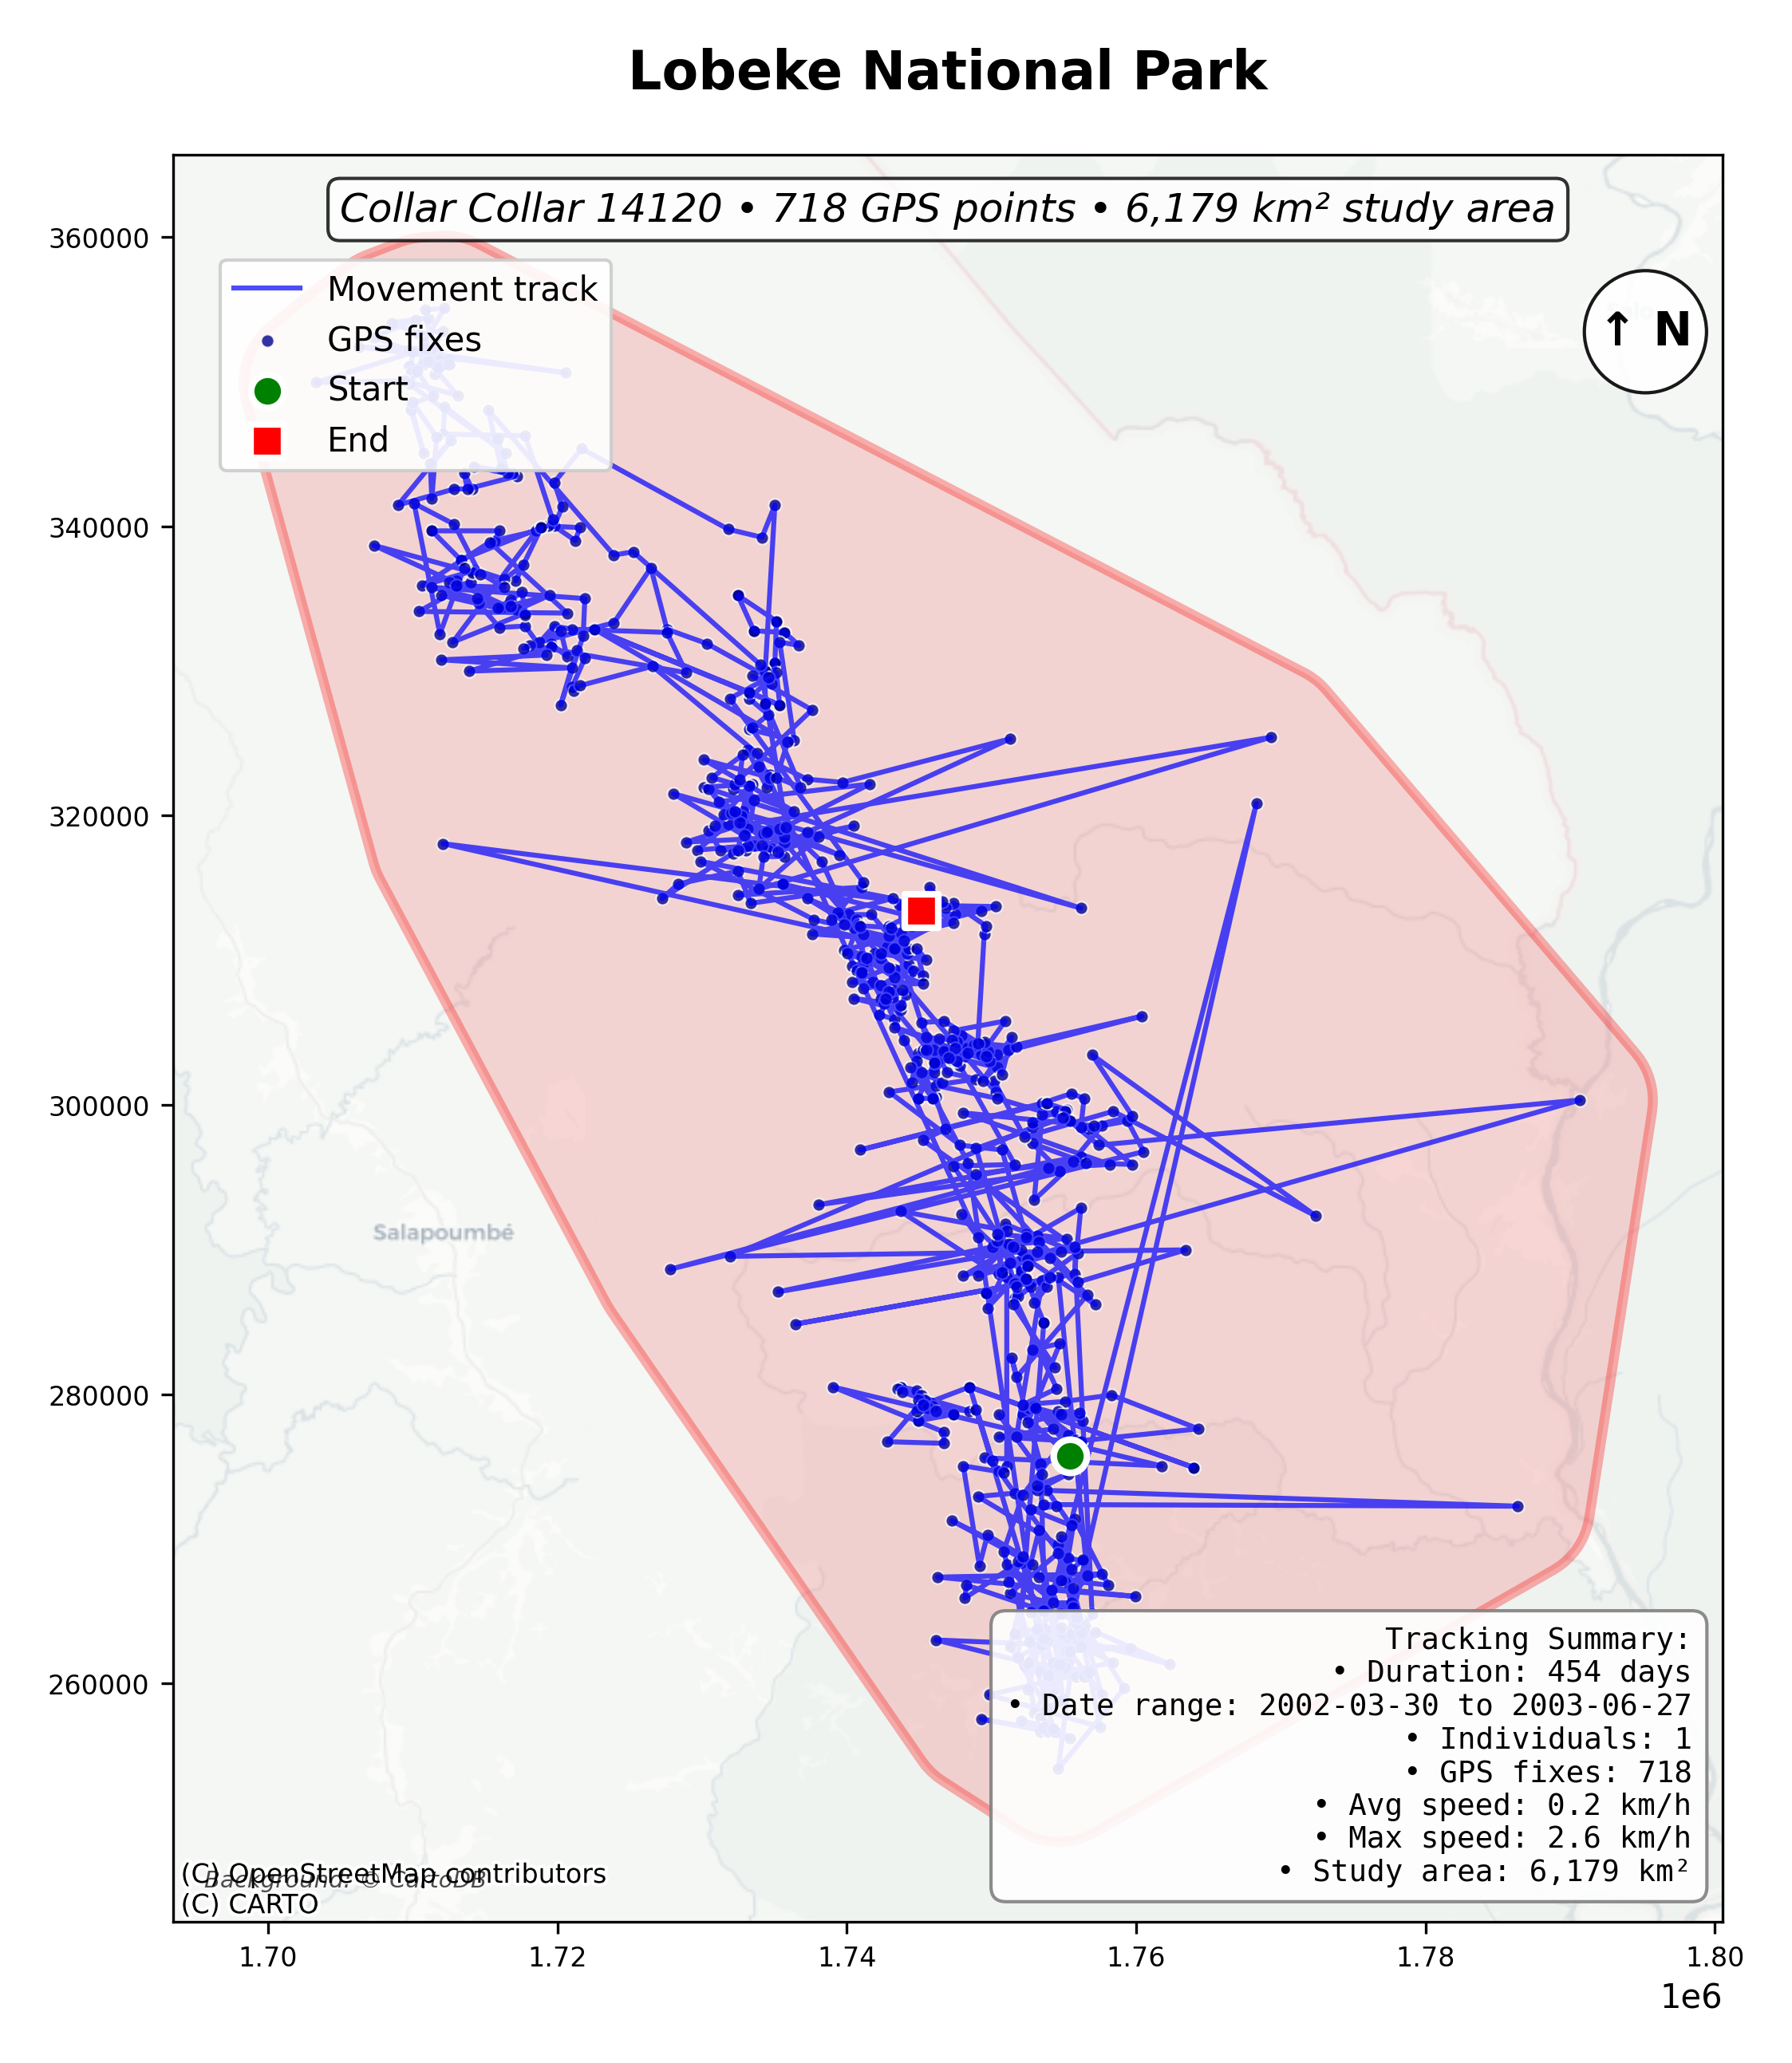 Lobeke National Park
Collar Collar 14120 • 718 GPS points • 6,179 km² study area
Movement track
GPS fixes
Start
End
↑ N
360000
340000
320000
300000
280000
260000
Salapoumbé
Tracking Summary:
• Duration: 454 days
• Date range: 2002-03-30 to 2003-06-27
• Individuals: 1
• GPS fixes: 718
• Avg speed: 0.2 km/h
• Max speed: 2.6 km/h
• Study area: 6,179 km²
(C) OpenStreetMap contributors
Background: © CartoDB
(C) CARTO
1.70 1.72 1.74 1.76 1.78 1.80
1e6